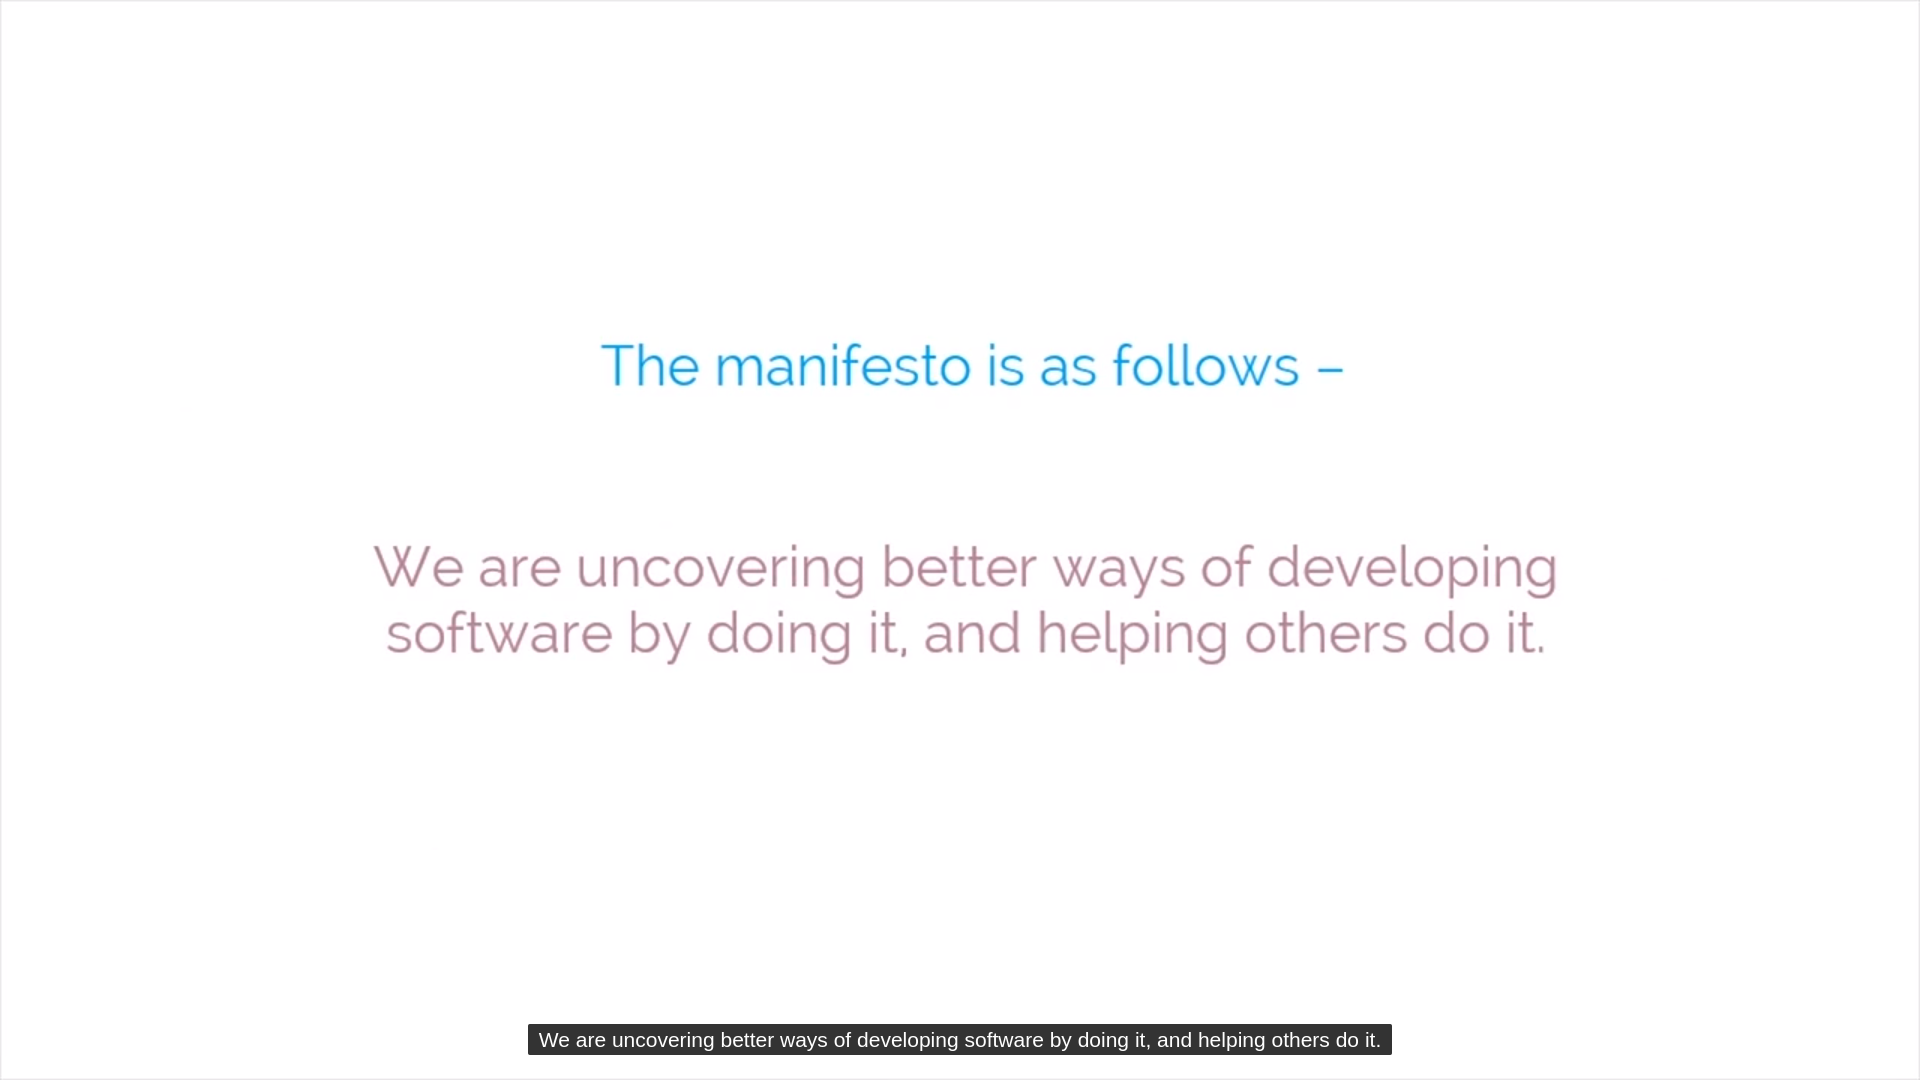 The manifesto is as follows –
We are uncovering better ways of developing
software by doing it, and helping others do it.
We are uncovering better ways of developing software by doing it, and helping others do it.